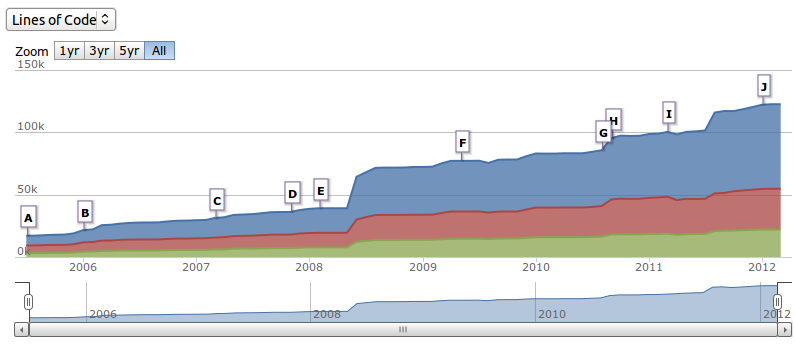 Lines of Code
Zoom 1yr 3yr 5yr All
150k
100k
50k
0k
A B C D E F G H I J
2006 2007 2008 2009 2010 2011 2012
2006 2008 2010 2012